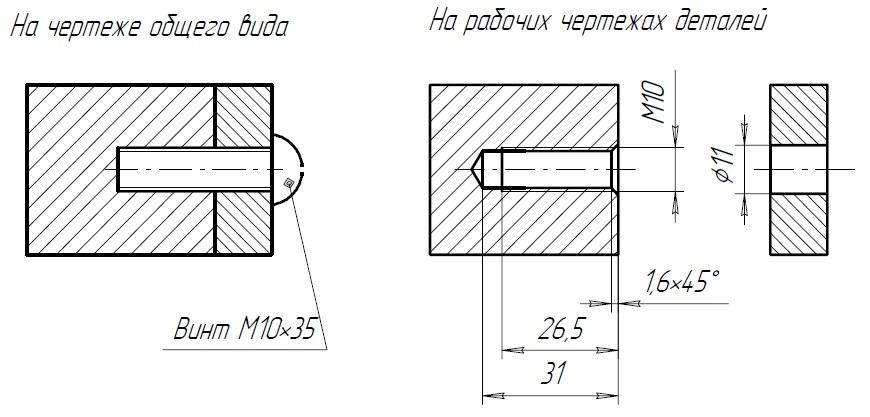 На чертеже общего вида
На рабочих чертежах деталей
М10
⌀11
1,6×45°
Винт М10×35
26,5
31